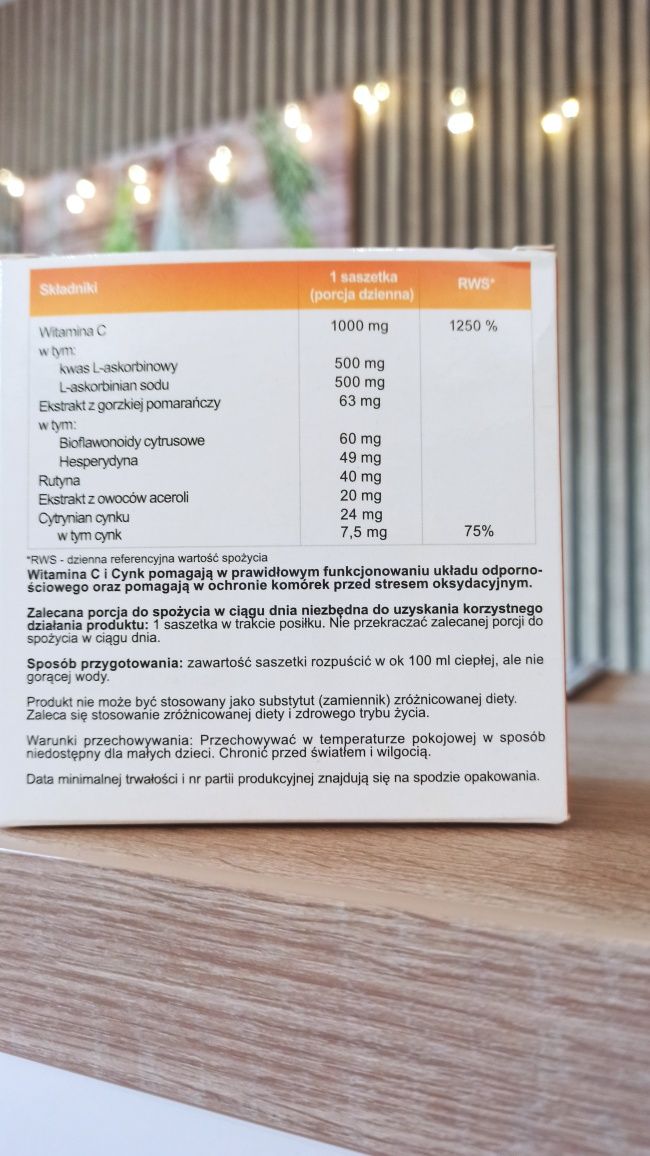 Składniki 1 saszetka (porcja dzienna) RWS*
Witamina C 1000 mg 1250 %
w tym:
kwas L-askorbinowy 500 mg
L-askorbinian sodu 500 mg
Ekstrakt z gorzkiej pomarańczy 63 mg
w tym:
Bioflawonoidy cytrusowe 60 mg
Hesperydyna 49 mg
Rutyna 40 mg
Ekstrakt z owoców aceroli 20 mg
Cytrynian cynku 24 mg
w tym cynk 7,5 mg 75%
*RWS - dzienna referencyjna wartość spożycia
Witamina C i Cynk pomagają w prawidłowym funkcjonowaniu układu odporno-
ściowego oraz pomagają w ochronie komórek przed stresem oksydacyjnym.
Zalecana porcja do spożycia w ciągu dnia niezbędna do uzyskania korzystnego
działania produktu: 1 saszetka w trakcie posiłku. Nie przekraczać zalecanej porcji do
spożycia w ciągu dnia.
Sposób przygotowania: zawartość saszetki rozpuścić w ok 100 ml ciepłej, ale nie
gorącej wody.
Produkt nie może być stosowany jako substytut (zamiennik) zróżnicowanej diety.
Zaleca się stosowanie zróżnicowanej diety i zdrowego trybu życia.
Warunki przechowywania: Przechowywać w temperaturze pokojowej w sposób
niedostępny dla małych dzieci. Chronić przed światłem i wilgocią.
Data minimalnej trwałości i nr partii produkcyjnej znajdują się na spodzie opakowania.